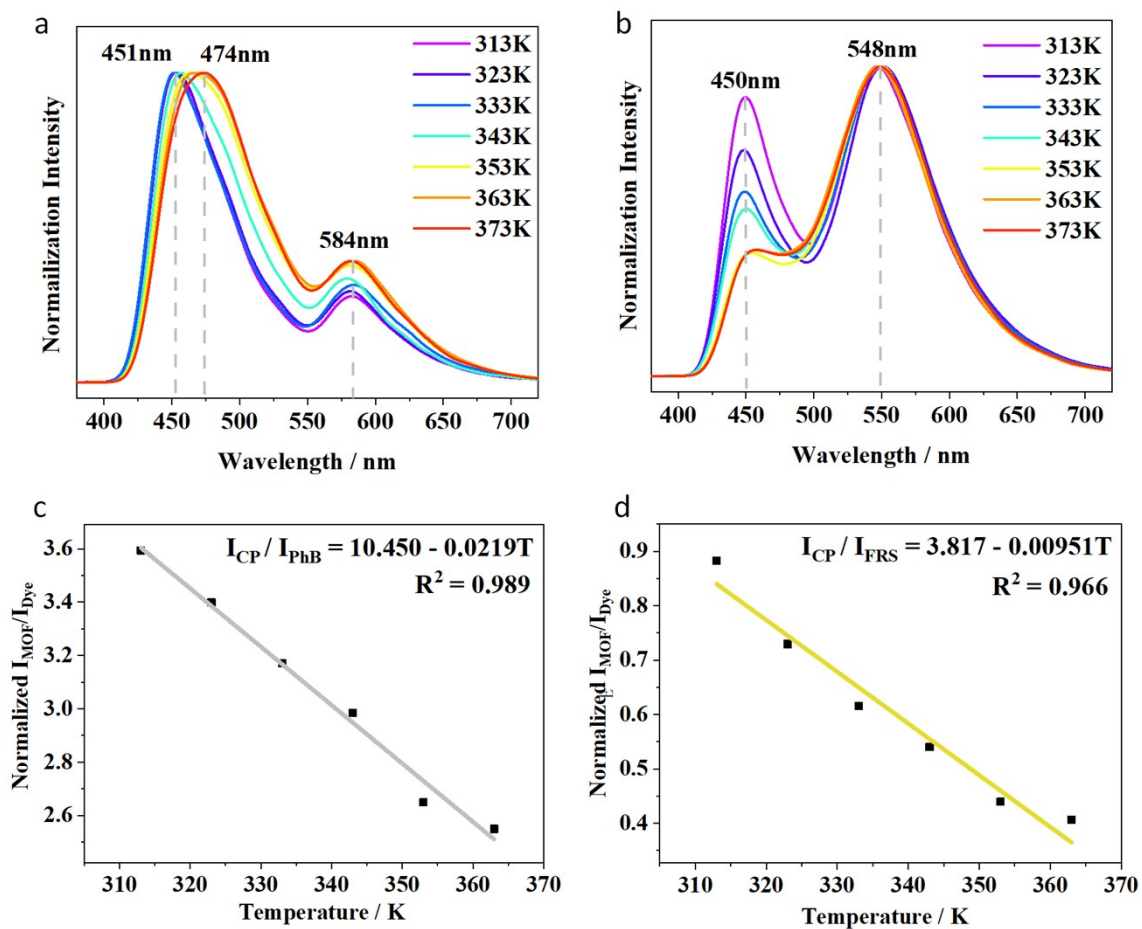 a
451nm
474nm
584nm
313K
323K
333K
343K
353K
363K
373K
Normilization Intensity
400 450 500 550 600 650 700
Wavelength / nm
b
450nm
548nm
313K
323K
333K
343K
353K
363K
373K
Normalization Intensity
400 450 500 550 600 650 700
Wavelength / nm
c
I_CP / I_PhB = 10.450 - 0.0219T
R² = 0.989
Normalized I_MOF/I_Dye
3.6
3.4
3.2
3.0
2.8
2.6
310 320 330 340 350 360 370
Temperature / K
d
I_CP / I_FRS = 3.817 - 0.00951T
R² = 0.966
Normalized I_MOF/I_Dye
E
0.9
0.8
0.7
0.6
0.5
0.4
310 320 330 340 350 360 370
Temperature / K